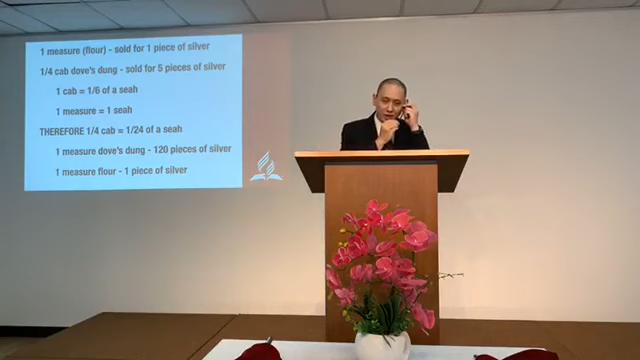 1 measure (flour) - sold for 1 piece of silver
1/4 cab dove's dung - sold for 5 pieces of silver
1 cab = 1/6 of a seah
1 measure = 1 seah
THEREFORE 1/4 cab = 1/24 of a seah
1 measure dove's dung - 120 pieces of silver
1 measure flour - 1 piece of silver